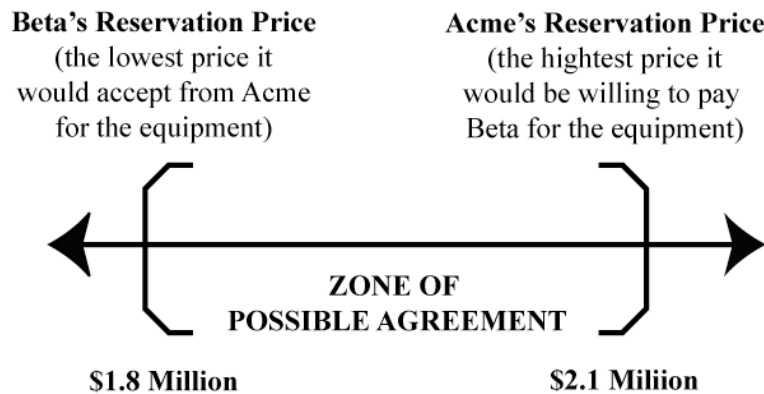 Beta's Reservation Price
(the lowest price it
would accept from Acme
for the equipment)
Acme's Reservation Price
(the hightest price it
would be willing to pay
Beta for the equipment)
ZONE OF
POSSIBLE AGREEMENT
$1.8 Million
$2.1 Miliion